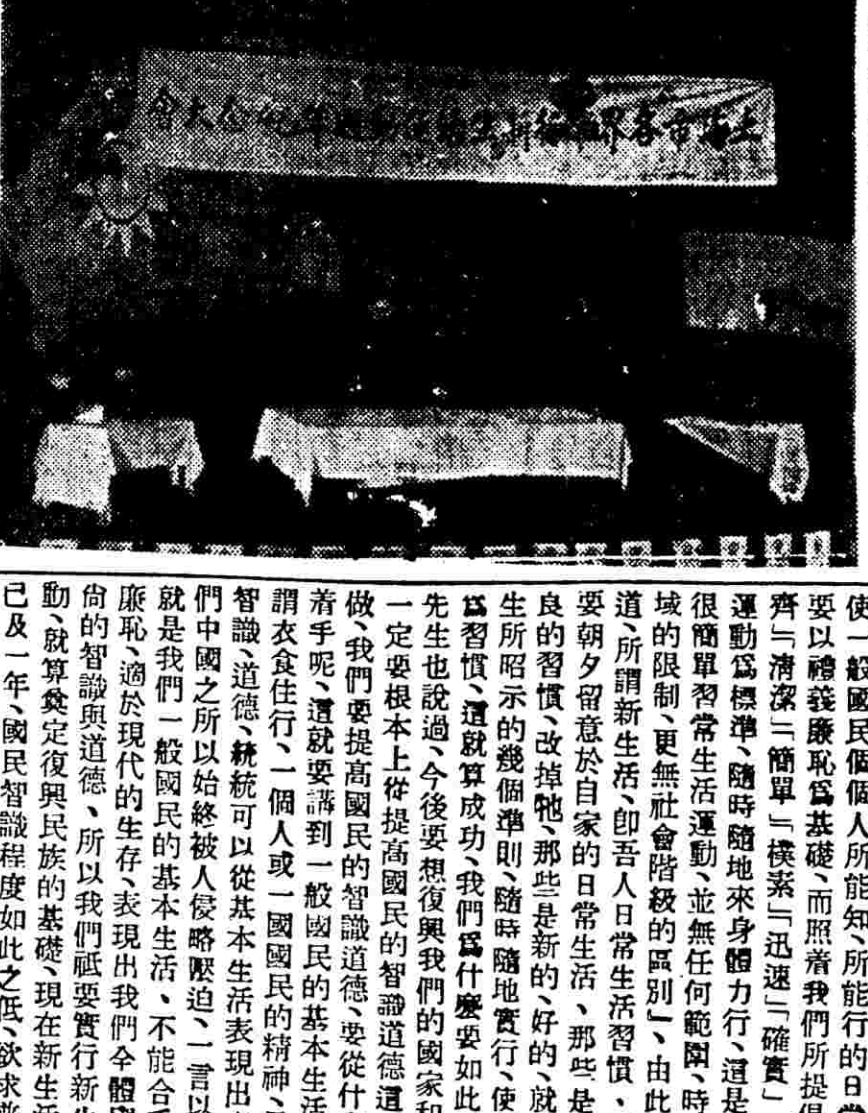 上海市各界推行新生活運動週年紀念大會
使一般國民個個人所能知、所能行的日常
要以禮義廉恥爲基礎、而照着我們所提倡
齊」「清潔」「簡單」「樸素」「迅速」「確實」
運動爲標準、隨時隨地來身體力行、這是
很簡單習常生活運動、並無任何範圍、時
域的限制、更無社會階級的區別』、由此
道、所謂新生活、卽吾人日常生活習慣、
要朝夕留意於自家的日常生活、那些是
良的習慣、改掉牠、那些是新的、好的、就
生所昭示的幾個準則、隨時隨地實行、使
爲習慣、這就算成功、我們爲什麼要如此
先生也說過、今後要想復興我們的國家和
一定要根本上從提高國民的智識道德這
做、我們要提高國民的智識道德、要從什
着手呢、這就要講到一般國民的基本生活
謂衣食住行、一個人或一國國民的精神、
智識、道德、統統可以從基本生活表現出
們中國之所以始終被人侵略壓迫、一言以
就是我們一般國民的基本生活、不能合乎
廉恥、適於現代的生存、表現出我們全體
尙的智識與道德、所以我們祗要實行新生
動、就算奠定復興民族的基礎、現在新生活
已及一年、國民智識程度如此之低、欲求